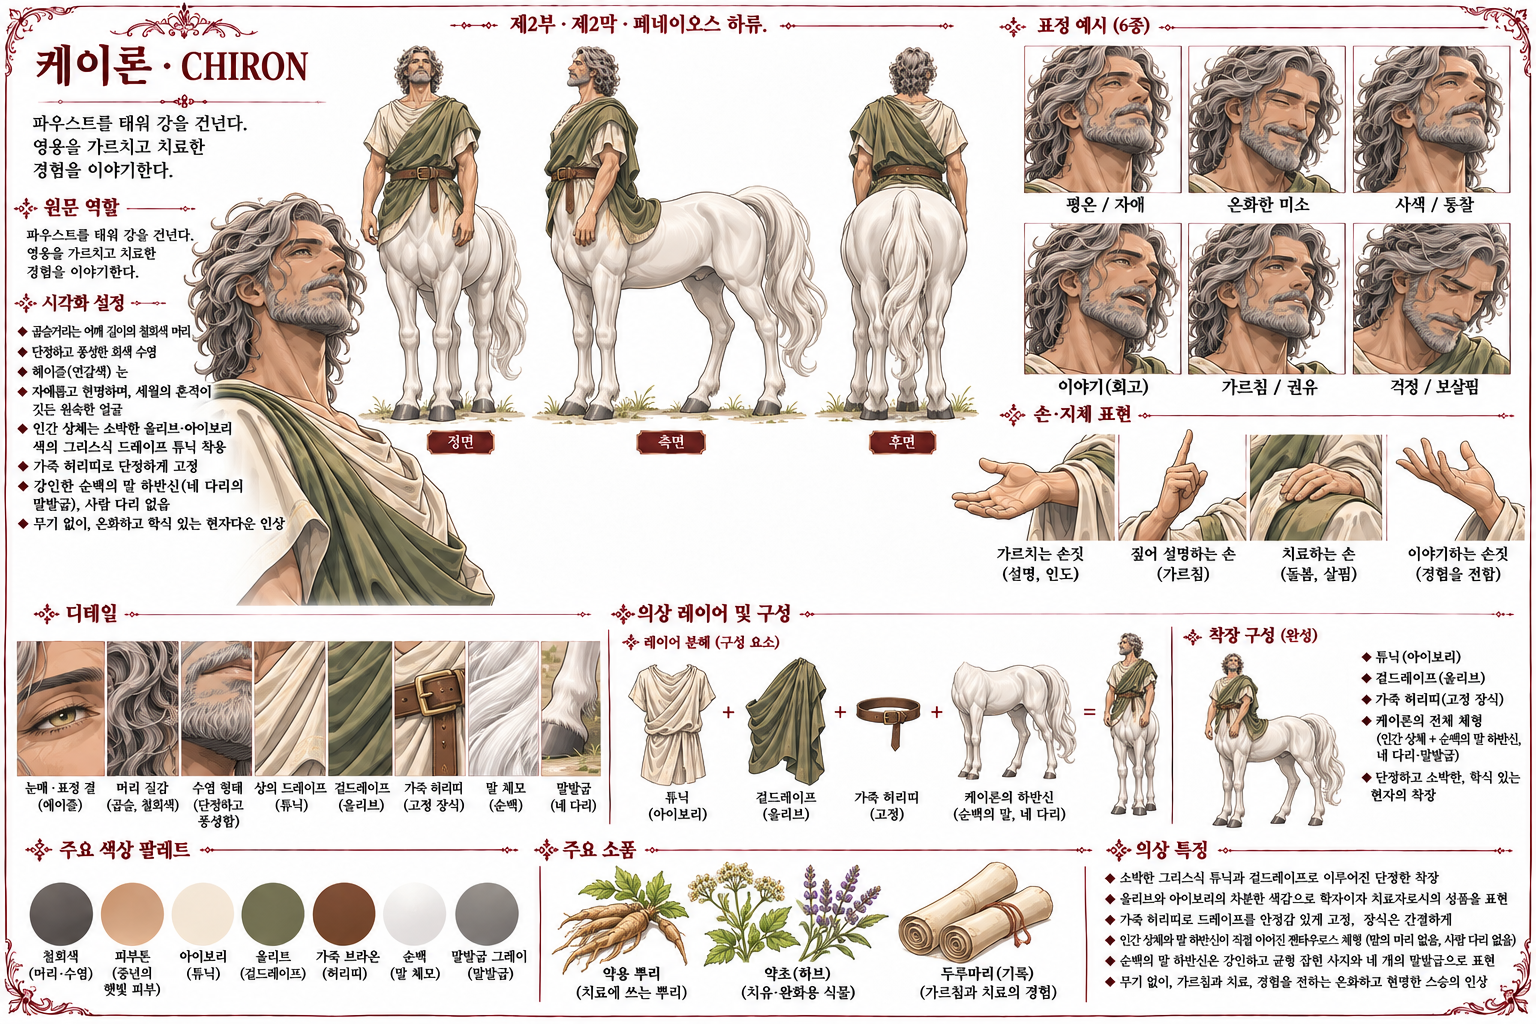 케이론 · CHIRON
파우스트를 태워 강을 건넌다.
영웅을 가르치고 치료한
경험을 이야기한다.
원문 역할
파우스트를 태워 강을 건넌다.
영웅을 가르치고 치료한
경험을 이야기한다.
시각화 설정
곱슬거리는 어깨 길이의 철회색 머리
단정하고 풍성한 회색 수염
헤이즐(연갈색) 눈
자애롭고 현명하며, 세월의 흔적이
깃든 원숙한 얼굴
인간 상체는 소박한 올리브·아이보리
색의 그리스식 드레이프 튜닉 착용
가죽 허리띠로 단정하게 고정
강인한 순백의 말 하반신(네 다리의
말발굽), 사람 다리 없음
무기 없이, 온화하고 학식 있는 현자다운 인상
제2부 · 제2막 · 페네이오스 하류.
정면
측면
후면
표정 예시 (6종)
평온 / 자애
온화한 미소
사색 / 통찰
이야기(회고)
가르침 / 권유
걱정 / 보살핌
손·지체 표현
가르치는 손짓
(설명, 인도)
짚어 설명하는 손
(가르침)
치료하는 손
(돌봄, 살핌)
이야기하는 손짓
(경험을 전함)
디테일
눈매 · 표정 결
(에이즐)
머리 질감
(곱슬, 철회색)
수염 형태
(단정하고
풍성함)
상의 드레이프
(튜닉)
겉드레이프
(올리브)
가죽 허리띠
(고정 장식)
말 체모
(순백)
말발굽
(네 다리)
의상 레이어 및 구성
레이어 분해 (구성 요소)
튜닉
(아이보리)
+
겉드레이프
(올리브)
+
가죽 허리띠
(고정)
+
케이론의 하반신
(순백의 말, 네 다리)
=
착장 구성 (완성)
튜닉(아이보리)
겉드레이프(올리브)
가죽 허리띠(고정 장식)
케이론의 전체 체형
(인간 상체 + 순백의 말 하반신,
네 다리·말발굽)
단정하고 소박한, 학식 있는
현자의 착장
주요 색상 팔레트
철회색
(머리·수염)
피부톤
(중년의
햇빛 피부)
아이보리
(튜닉)
올리트
(겉드레이프)
가죽 브라온
(허리띠)
순백
(말 체모)
말발굽 그레이
(말발굽)
주요 소품
약용 뿌리
(치료에 쓰는 뿌리)
약초(허브)
(치유·완화용 식물)
두루마리(기록)
(가르침과 치료의 경험)
의상 특징
소박한 그리스식 튜닉과 겉드레이프로 이루어진 단정한 착장
올리브와 아이보리의 차분한 색감으로 학자이자 치료자로서의 성품을 표현
가죽 허리띠로 드레이프를 안정감 있게 고정, 장식은 간결하게
인간 상체와 말 하반신이 직접 이어진 켄타우로스 체형 (말의 머리 없음, 사람 다리 없음)
순백의 말 하반신은 강인하고 균형 잡힌 사지와 네 개의 말발급으로 표현
무기 없이, 가르침과 치료, 경험을 전하는 온화하고 현명한 스승의 인상